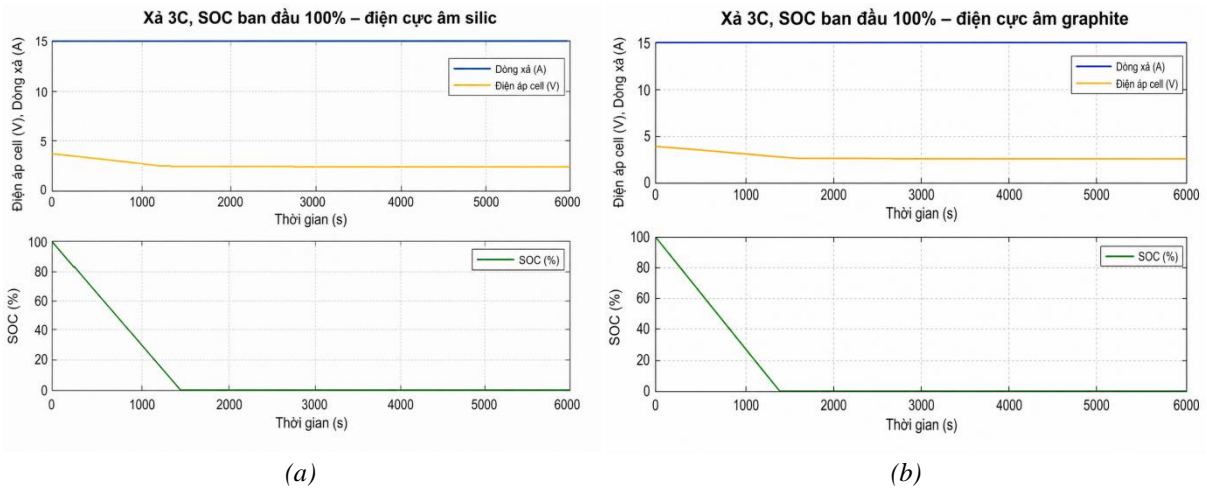 Xả 3C, SOC ban đầu 100% – điện cực âm silic
Điện áp cell (V), Dòng xả (A)
15
10
5
0
Dòng xả (A)
Điện áp cell (V)
0 1000 2000 3000 4000 5000 6000
Thời gian (s)
SOC (%)
100
80
60
40
20
0
SOC (%)
0 1000 2000 3000 4000 5000 6000
Thời gian (s)
(a)
Xả 3C, SOC ban đầu 100% – điện cực âm graphite
Điện áp cell (V), Dòng xả (A)
15
10
5
0
Dòng xả (A)
Điện áp cell (V)
0 1000 2000 3000 4000 5000 6000
Thời gian (s)
SOC (%)
100
80
60
40
20
0
SOC (%)
0 1000 2000 3000 4000 5000 6000
Thời gian (s)
(b)